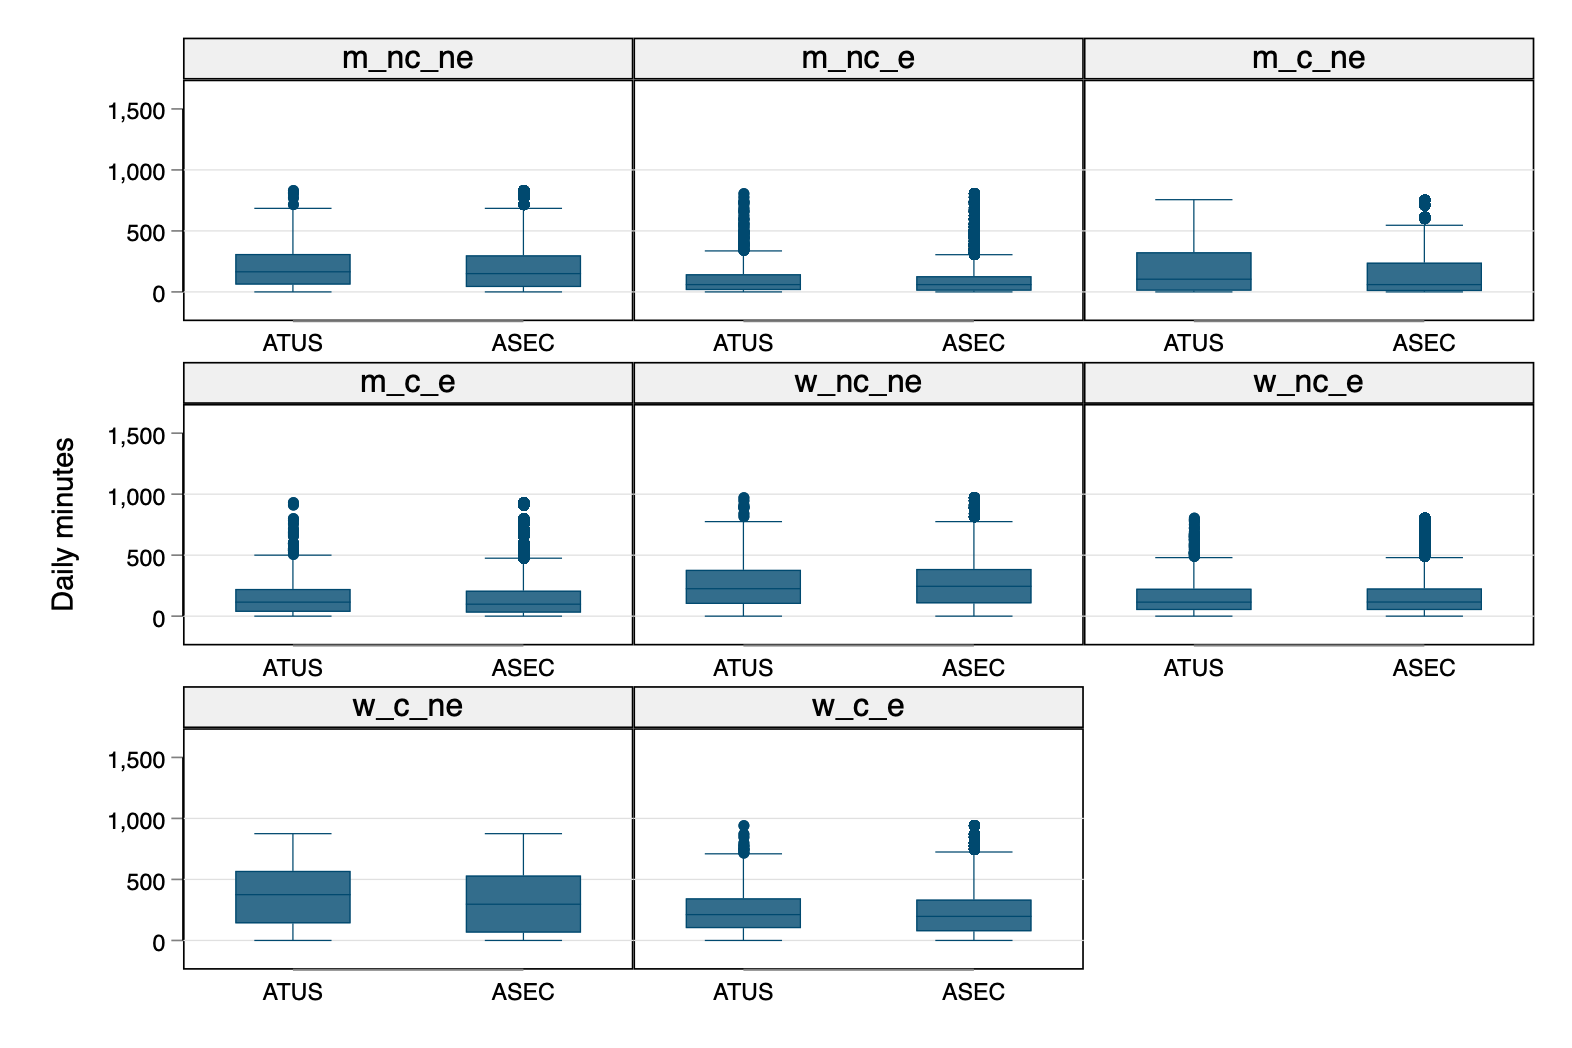 m_nc_ne m_nc_e m_c_ne
1,500
1,000
500
0
ATUS ASEC ATUS ASEC ATUS ASEC
m_c_e w_nc_ne w_nc_e
Daily minutes
1,500
1,000
500
0
ATUS ASEC ATUS ASEC ATUS ASEC
w_c_ne w_c_e
1,500
1,000
500
0
ATUS ASEC ATUS ASEC